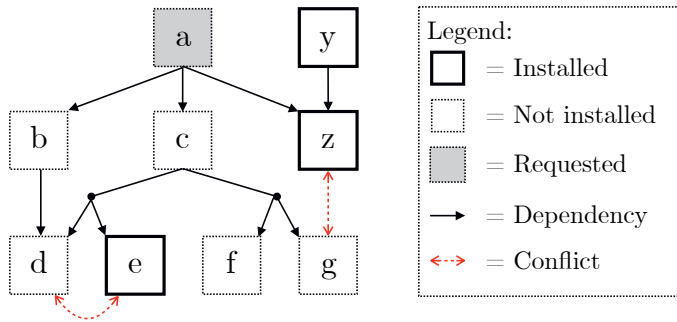 a y
b c z
d e f g
Legend:
= Installed
= Not installed
= Requested
= Dependency
= Conflict